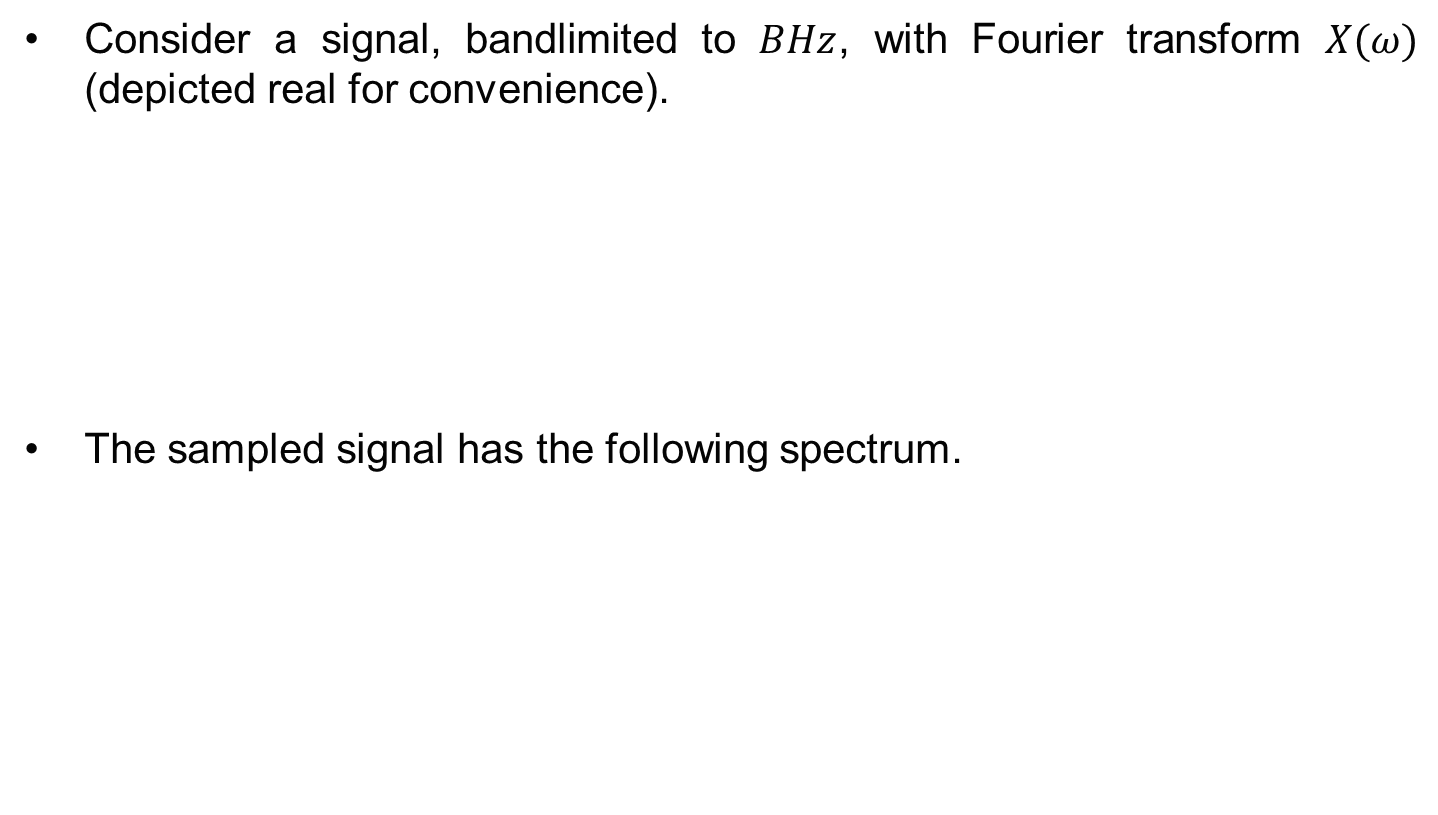 • Consider a signal, bandlimited to 𝐵𝐻𝑧, with Fourier transform 𝑋(𝜔)
(depicted real for convenience).
• The sampled signal has the following spectrum.